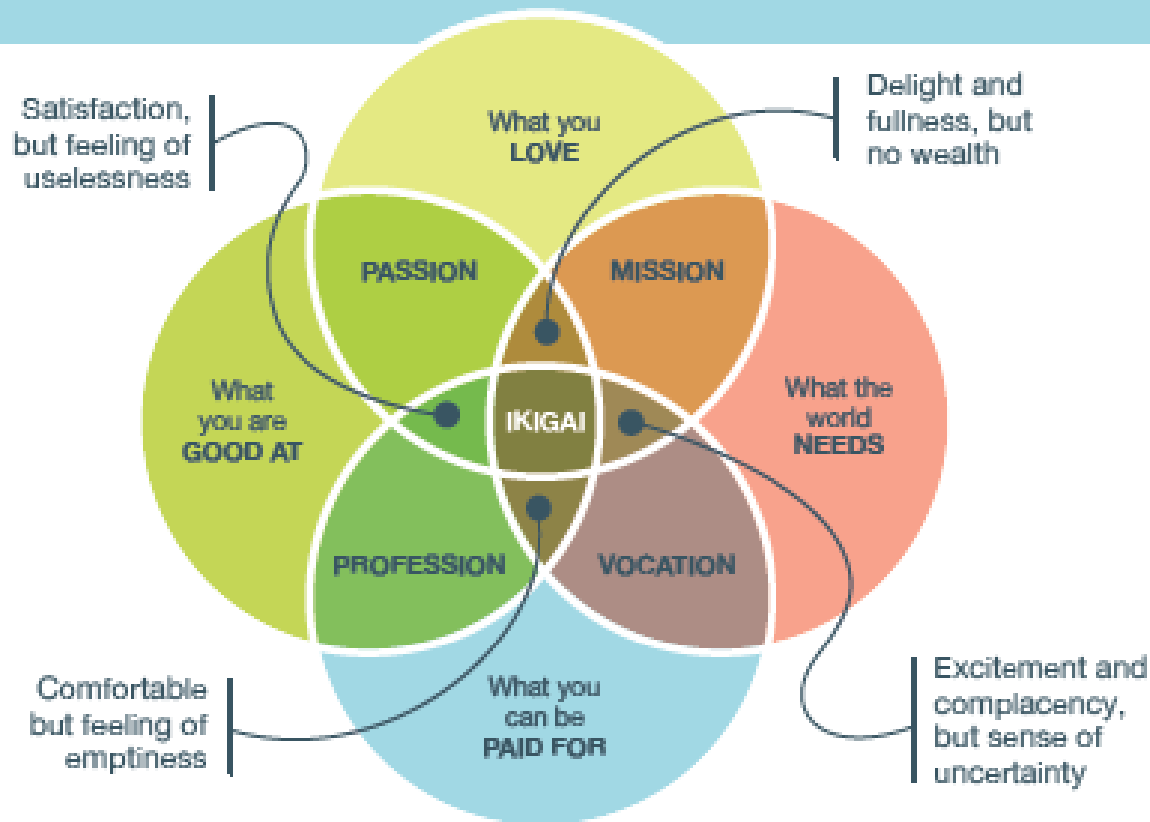 Satisfaction,
but feeling of
uselessness
What you
LOVE
Delight and
fullness, but
no wealth
PASSION
MISSION
What
you are
GOOD AT
IKIGAI
What the
world
NEEDS
PROFESSION
VOCATION
Comfortable
but feeling of
emptiness
What you
can be
PAID FOR
Excitement and
complacency,
but sense of
uncertainty